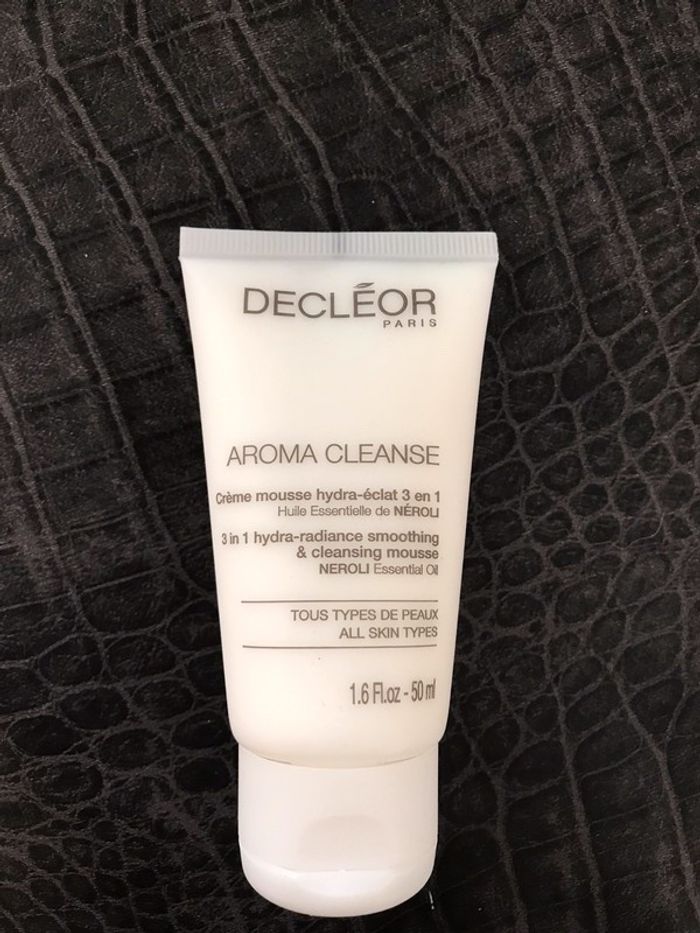 DECLÉOR
PARIS
AROMA CLEANSE
Crème mousse hydra-éclat 3 en 1
Huile Essentielle de NÉROLI
3 in 1 hydra-radiance smoothing
& cleansing mousse
NEROLI Essential Oil
TOUS TYPES DE PEAUX
ALL SKIN TYPES
1.6 Fl.oz - 50 ml